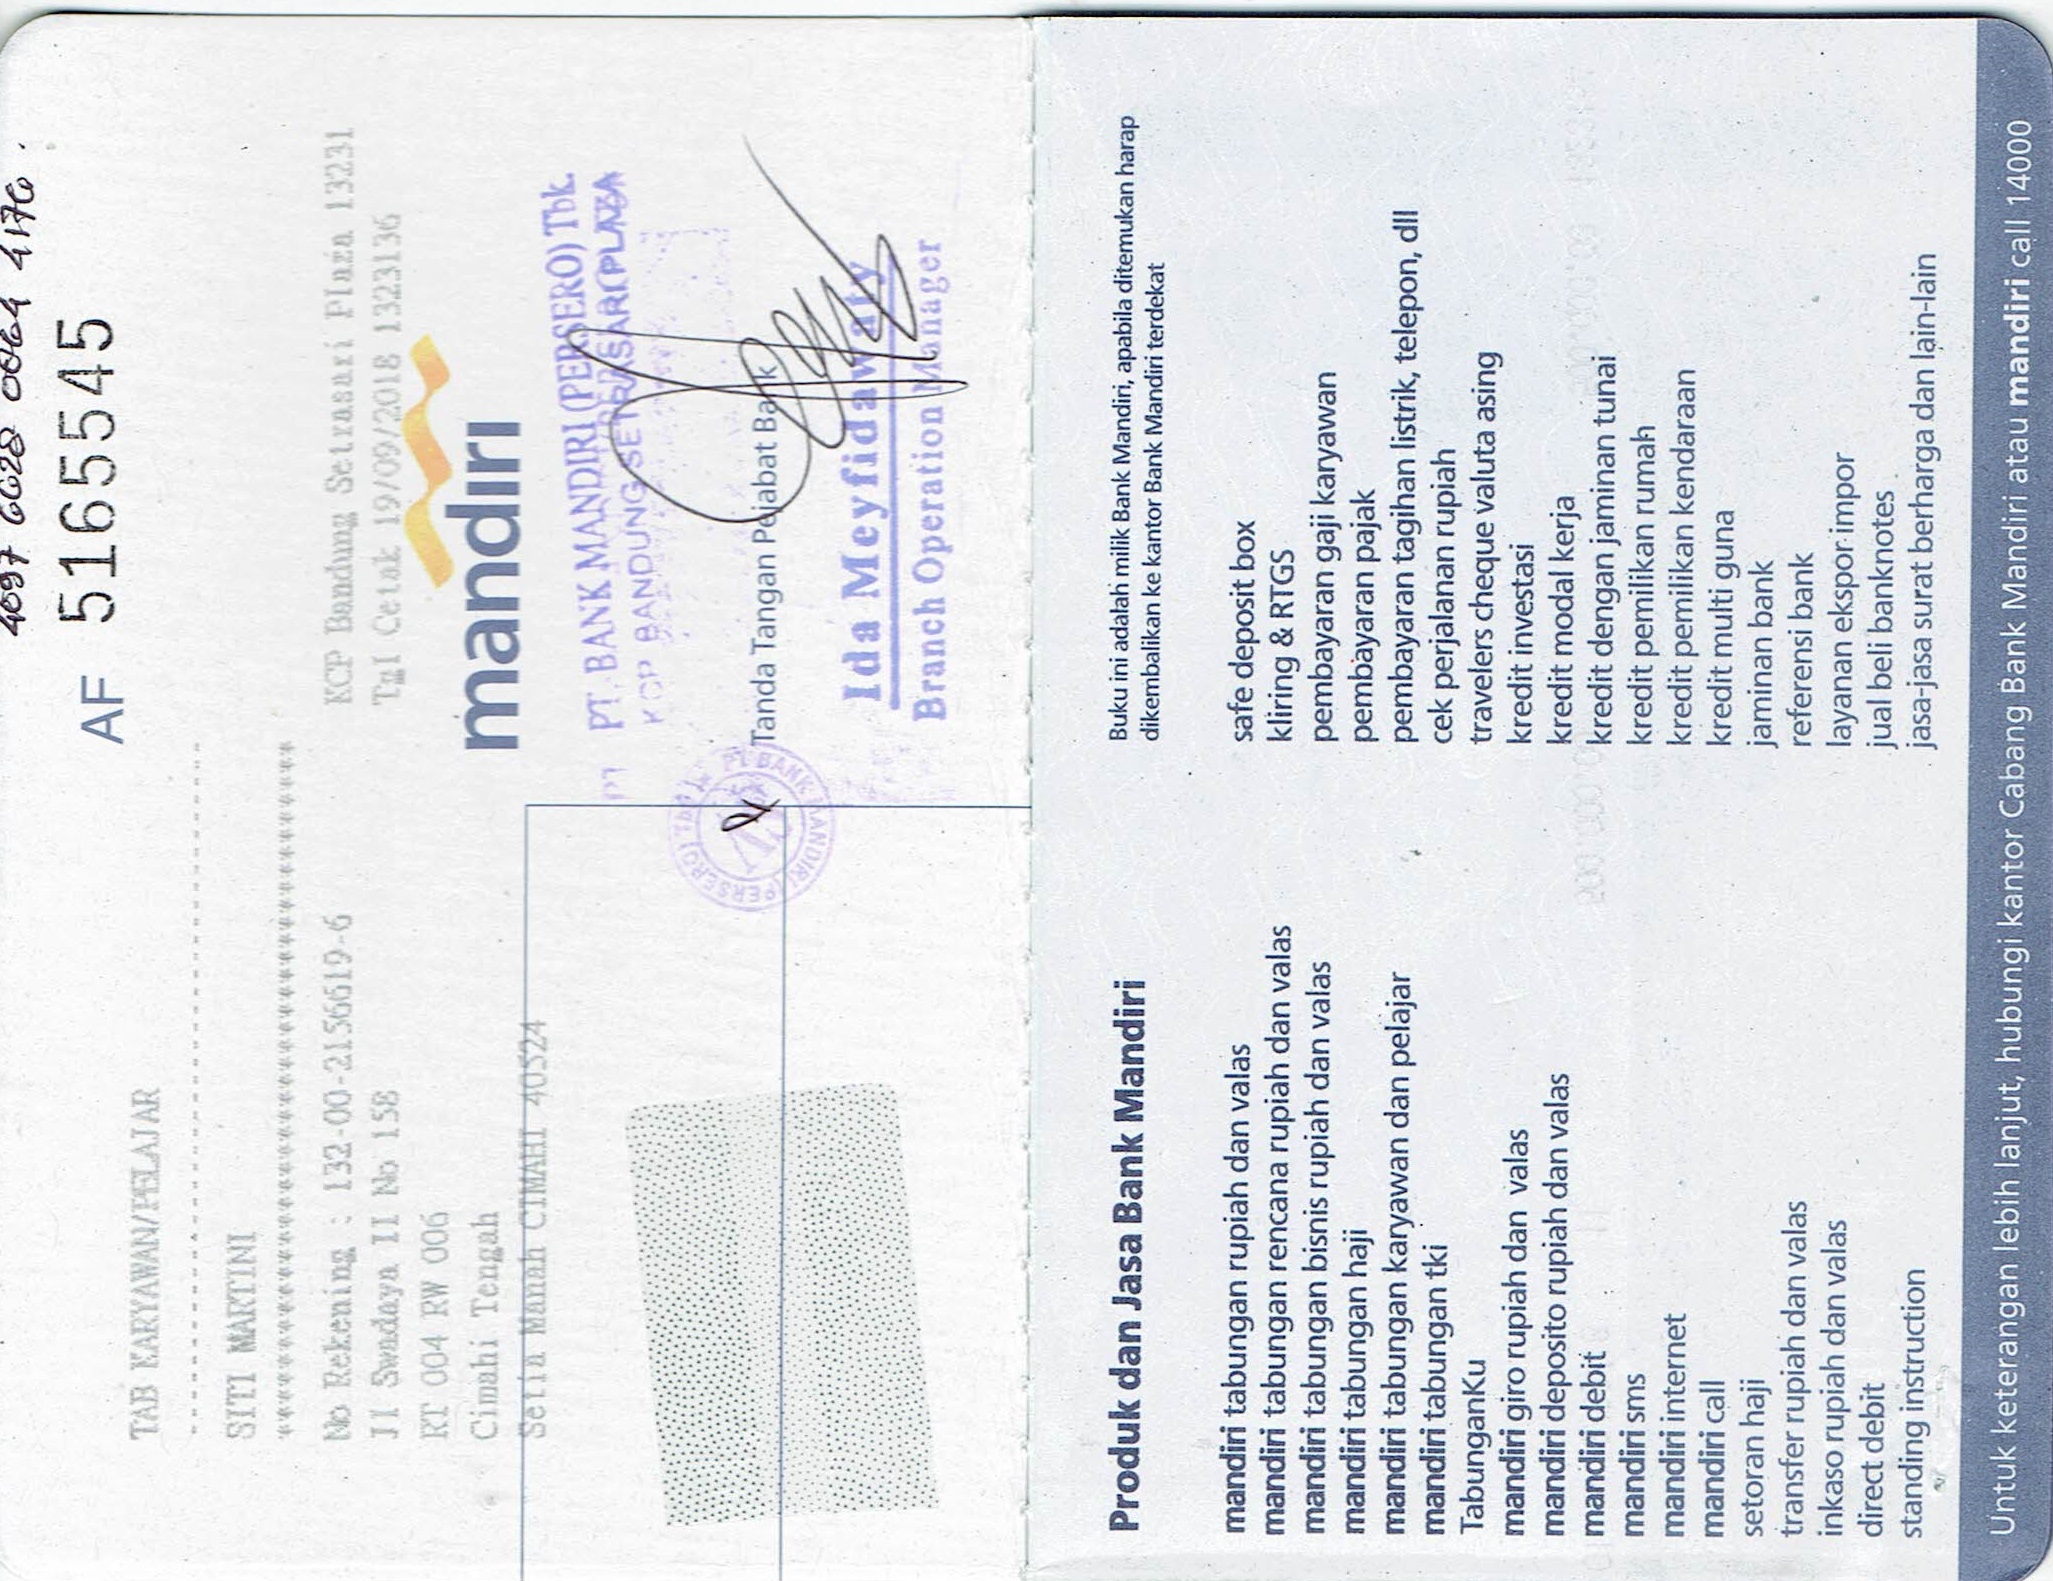 4097 6628 0064 4176.
AF 5165545
TAB KARYAWAN/PELAJAR
SITI MARTINI
*************************************
No Rekening : 132-00-2156619-6
KCP Bandung Setrasari Plaza 13231
Jl Swadaya II No 158
Tgl Cetak 19/09/2018 1323136
RT 004 RW 006
Cimahi Tengah
Setia Manah CIMAHI 40524
mandiri
PT. BANK MANDIRI (PERSERO) Tbk.
KCP BANDUNG SETRASARI PLAZA
Tanda Tangan Pejabat Bank
PT BANK MANDIRI (PERSERO) Tbk
Ida Meyfidawaty
Branch Operation Manager
Produk dan Jasa Bank Mandiri
mandiri tabungan rupiah dan valas
mandiri tabungan rencana rupiah dan valas
mandiri tabungan bisnis rupiah dan valas
mandiri tabungan haji
mandiri tabungan karyawan dan pelajar
mandiri tabungan tki
TabunganKu
mandiri giro rupiah dan valas
mandiri deposito rupiah dan valas
mandiri debit
mandiri sms
mandiri internet
mandiri call
setoran haji
transfer rupiah dan valas
inkaso rupiah dan valas
direct debit
standing instruction
Buku ini adalah milik Bank Mandiri, apabila ditemukan harap
dikembalikan ke kantor Bank Mandiri terdekat
safe deposit box
kliring & RTGS
pembayaran gaji karyawan
pembayaran pajak
pembayaran tagihan listrik, telepon, dll
cek perjalanan rupiah
travelers cheque valuta asing
kredit investasi
kredit modal kerja
kredit dengan jaminan tunai
kredit pemilikan rumah
kredit pemilikan kendaraan
kredit multi guna
jaminan bank
referensi bank
layanan ekspor impor
jual beli banknotes
jasa-jasa surat berharga dan lain-lain
Untuk keterangan lebih lanjut, hubungi kantor Cabang Bank Mandiri atau mandiri call 14000